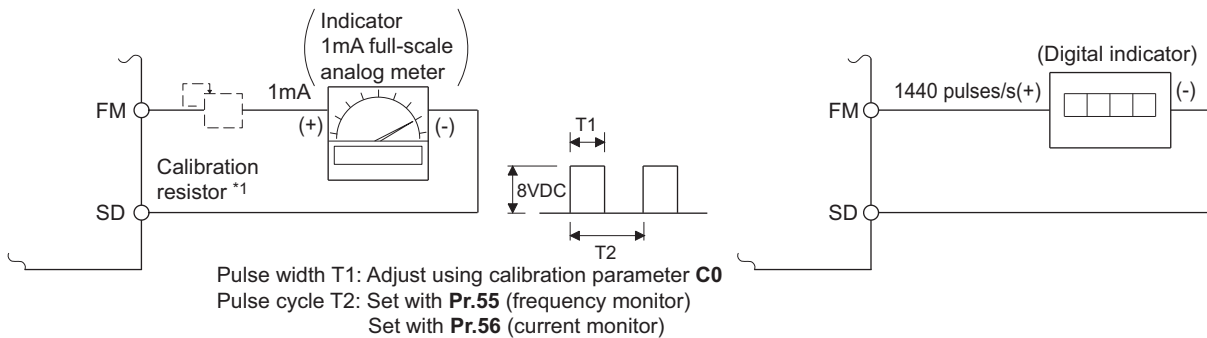 Indicator
1mA full-scale
analog meter
(Digital indicator)
FM
1mA
(+)
(-)
Calibration
resistor *1
SD
T1
8VDC
T2
FM
1440 pulses/s(+)
(-)
SD
Pulse width T1: Adjust using calibration parameter C0
Pulse cycle T2: Set with Pr.55 (frequency monitor)
Set with Pr.56 (current monitor)